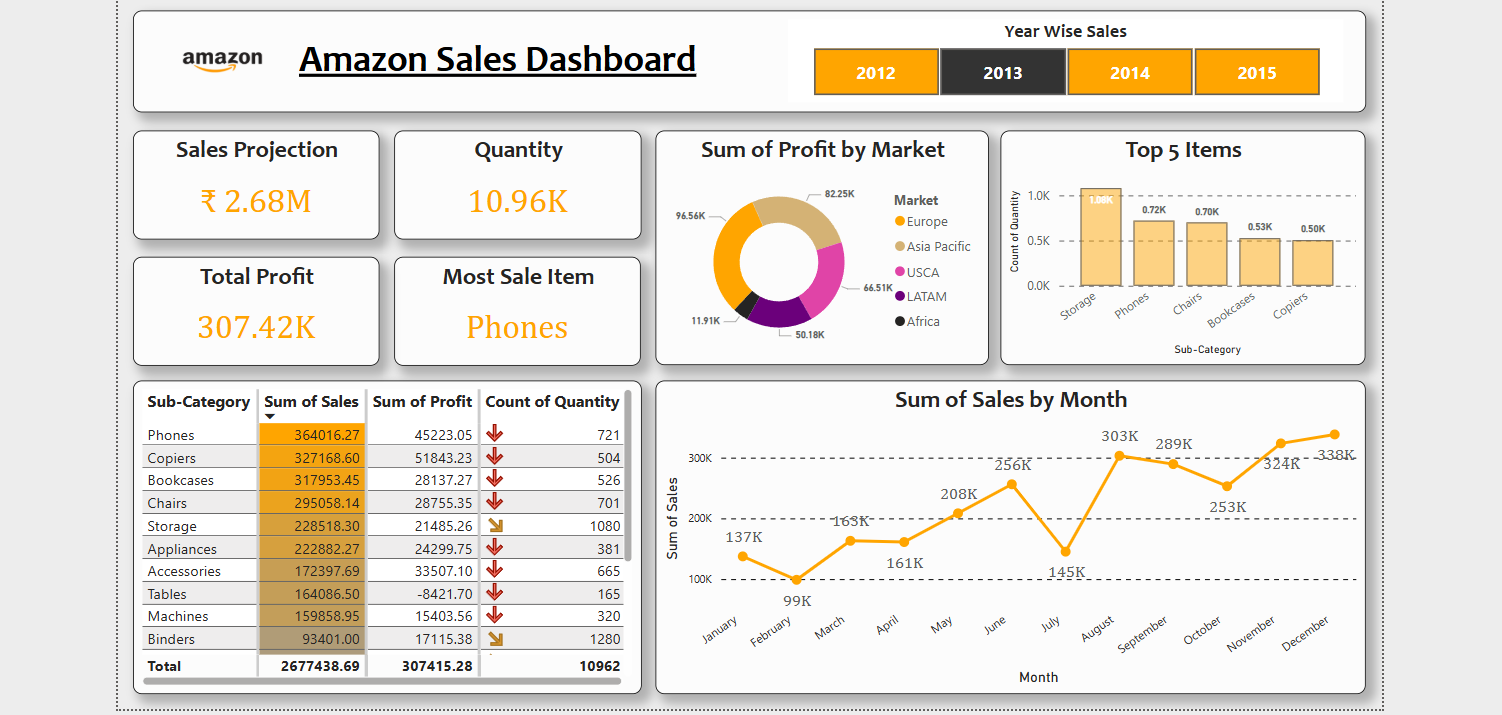 amazon
Amazon Sales Dashboard
Year Wise Sales
2012 2013 2014 2015
Sales Projection
₹ 2.68M
Quantity
10.96K
Total Profit
307.42K
Most Sale Item
Phones
Sum of Profit by Market
82.25K
96.56K
66.51K
11.91K
50.18K
Market
Europe
Asia Pacific
USCA
LATAM
Africa
Top 5 Items
Count of Quantity
1.0K
0.5K
0.0K
1.08K
0.72K
0.70K
0.53K
0.50K
Storage
Phones
Chairs
Bookcases
Copiers
Sub-Category
Sub-Category Sum of Sales Sum of Profit Count of Quantity
Phones 364016.27 45223.05 721
Copiers 327168.60 51843.23 504
Bookcases 317953.45 28137.27 526
Chairs 295058.14 28755.35 701
Storage 228518.30 21485.26 1080
Appliances 222882.27 24299.75 381
Accessories 172397.69 33507.10 665
Tables 164086.50 -8421.70 165
Machines 159858.95 15403.56 320
Binders 93401.00 17115.38 1280
Total 2677438.69 307415.28 10962
Sum of Sales by Month
Sum of Sales
300K
200K
100K
137K
99K
163K
161K
208K
256K
145K
303K
289K
253K
324K
338K
January
February
March
April
May
June
July
August
September
October
November
December
Month